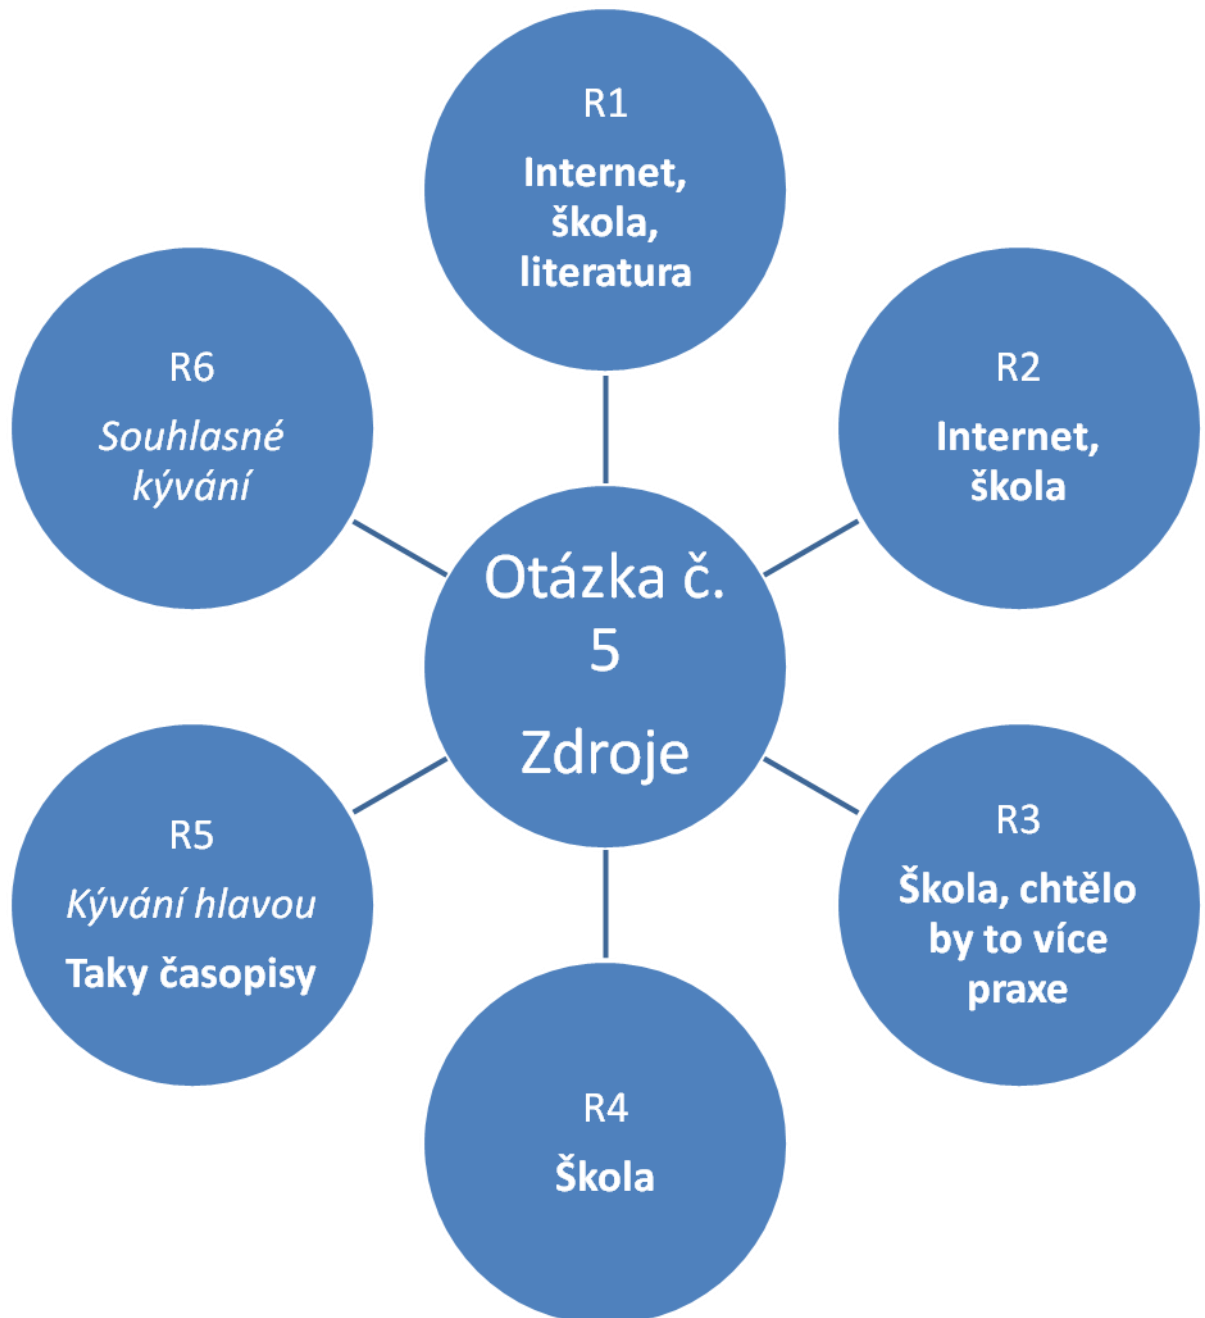 R1
Internet,
škola,
literatura
R2
Internet,
škola
R3
Škola, chtělo
by to více
praxe
R4
Škola
R5
Kývání hlavou
Taky časopisy
R6
Souhlasné
kývání
Otázka č.
5
Zdroje